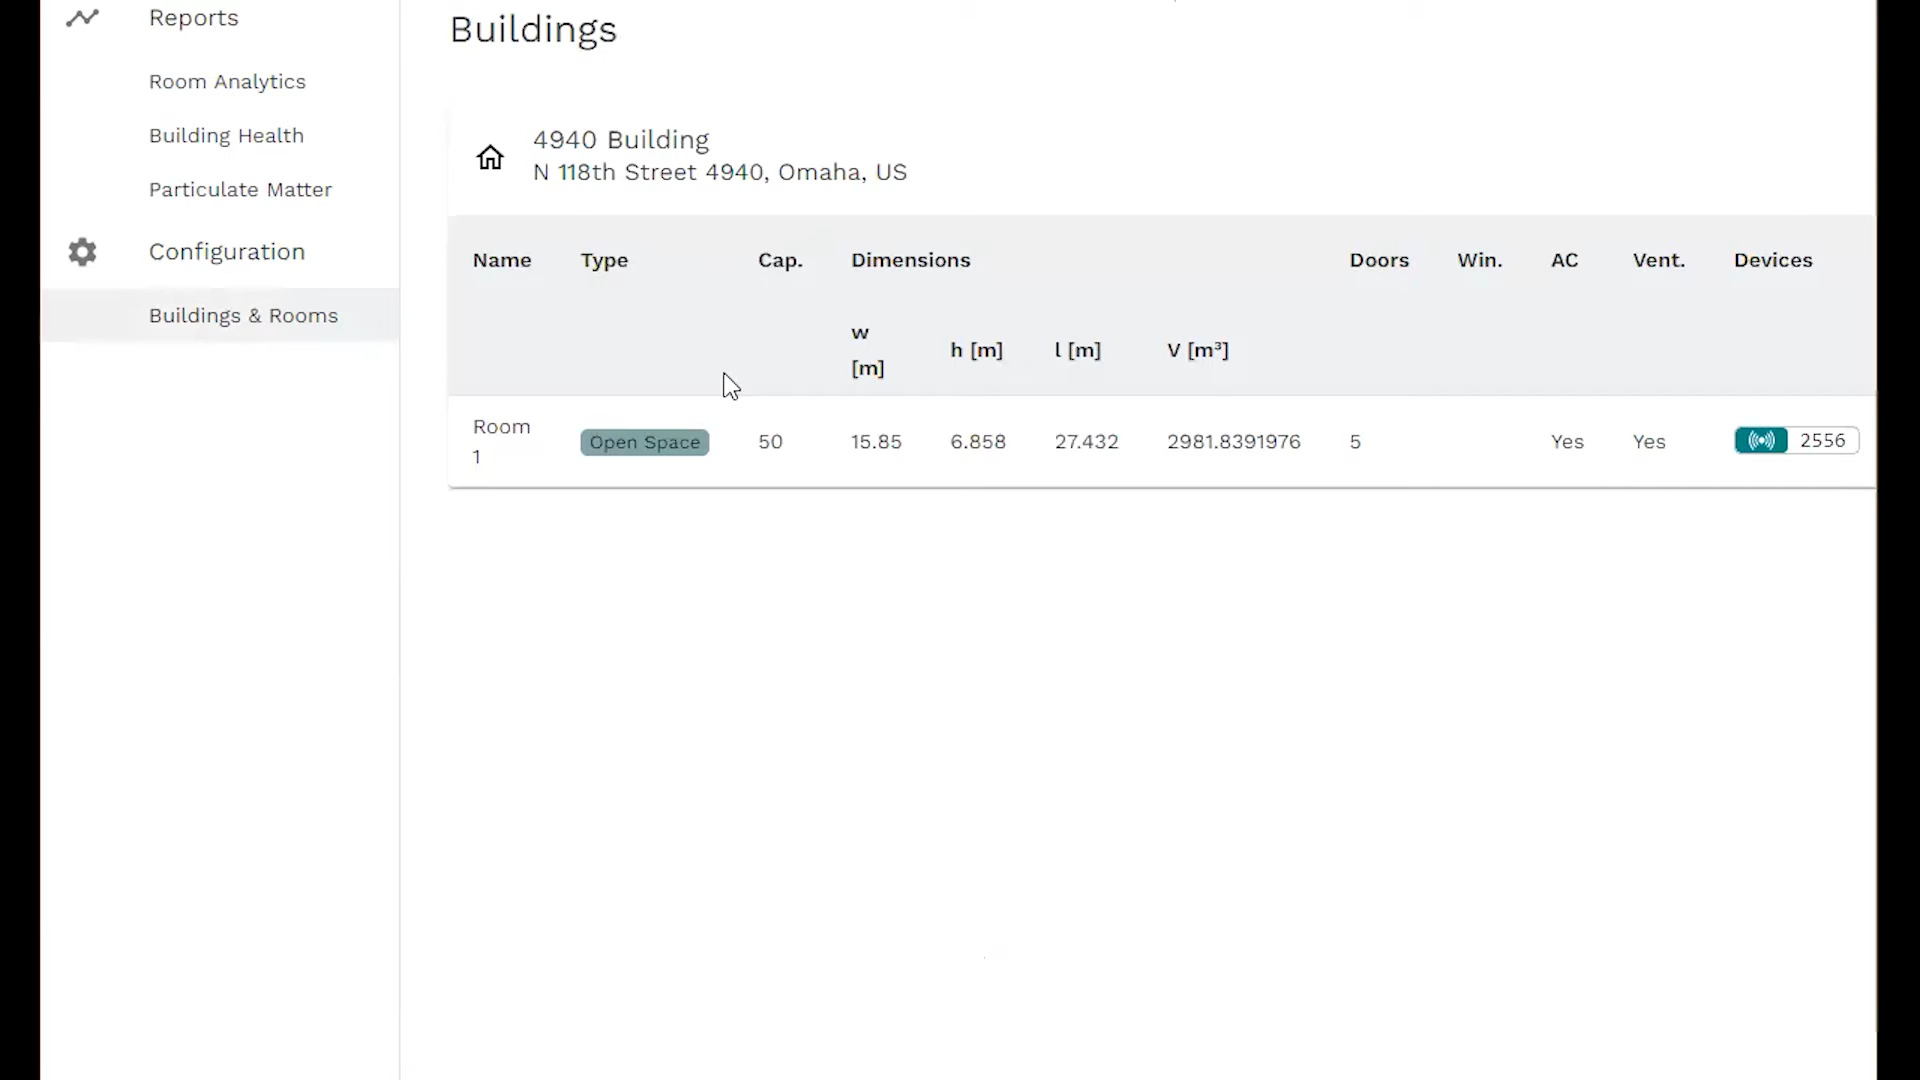 Reports
Room Analytics
Building Health
Particulate Matter
Configuration
Buildings & Rooms
Buildings
4940 Building
N 118th Street 4940, Omaha, US
Name Type Cap. Dimensions Doors Win. AC Vent. Devices
w [m] h [m] l [m] V [m³]
Room 1 Open Space 50 15.85 6.858 27.432 2981.8391976 5 Yes Yes 2556